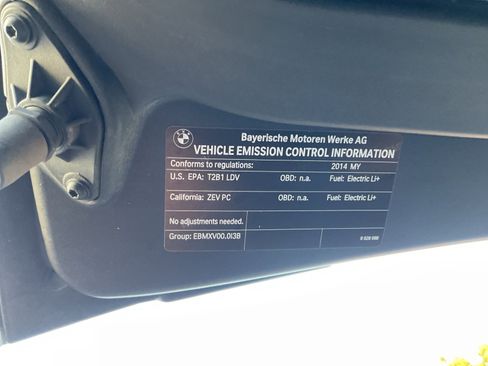 Bayerische Motoren Werke AG
VEHICLE EMISSION CONTROL INFORMATION
Conforms to regulations: 2014 MY
U.S. EPA: T2B1 LDV OBD: n.a. Fuel: Electric Li+
California: ZEV PC OBD: n.a. Fuel: Electric Li+
No adjustments needed.
Group: EBMXV00.0I3B